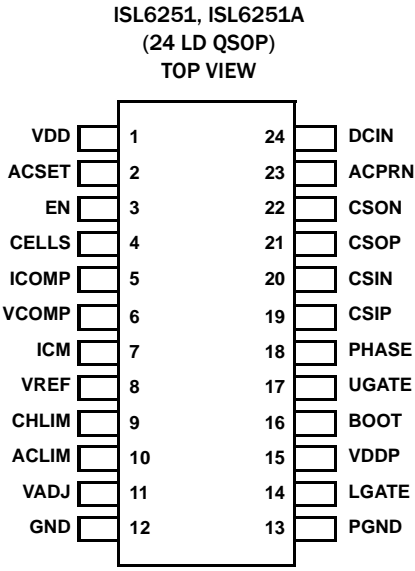 ISL6251, ISL6251A
(24 LD QSOP)
TOP VIEW
VDD 1 24 DCIN
ACSET 2 23 ACPRN
EN 3 22 CSON
CELLS 4 21 CSOP
ICOMP 5 20 CSIN
VCOMP 6 19 CSIP
ICM 7 18 PHASE
VREF 8 17 UGATE
CHLIM 9 16 BOOT
ACLIM 10 15 VDDP
VADJ 11 14 LGATE
GND 12 13 PGND